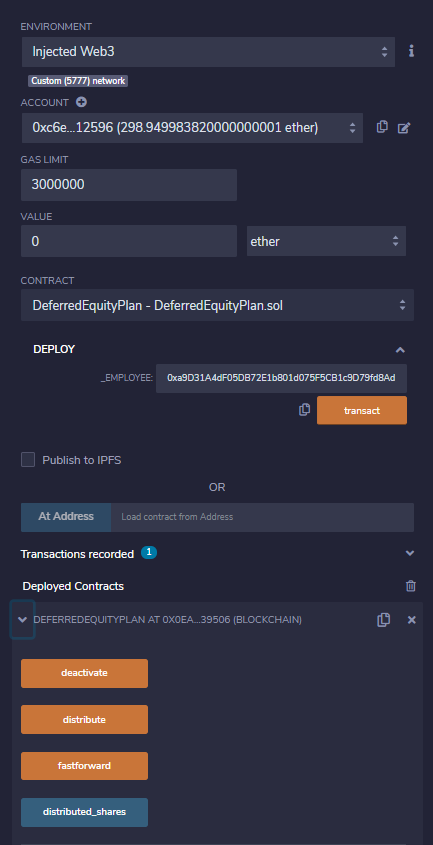 ENVIRONMENT
Injected Web3
Custom (5777) network
ACCOUNT
0xc6e...12596 (298.949983820000000001 ether)
GAS LIMIT
3000000
VALUE
0 ether
CONTRACT
DeferredEquityPlan - DeferredEquityPlan.sol
DEPLOY
_EMPLOYEE: 0xa9D31A4dF05DB72E1b801d075F5CB1c9D79fd8Ad
transact
Publish to IPFS
OR
At Address Load contract from Address
Transactions recorded 1
Deployed Contracts
DEFERREDEQUITYPLAN AT 0X0EA...39506 (BLOCKCHAIN)
deactivate
distribute
fastforward
distributed_shares